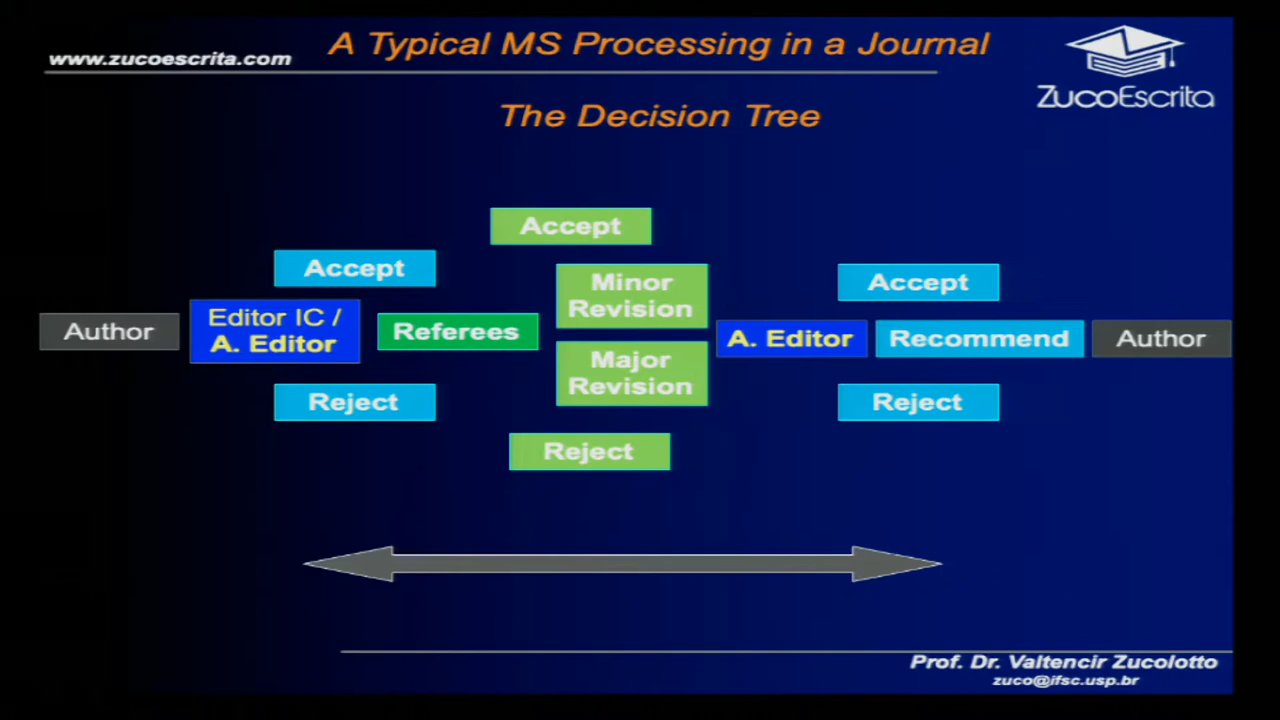 www.zucoescrita.com
A Typical MS Processing in a Journal
ZucoEscrita
The Decision Tree
Author
Editor IC /
A. Editor
Accept
Reject
Referees
Accept
Minor
Revision
Major
Revision
Reject
A. Editor
Accept
Recommend
Reject
Author
Prof. Dr. Valtencir Zucolotto
zuco@ifsc.usp.br